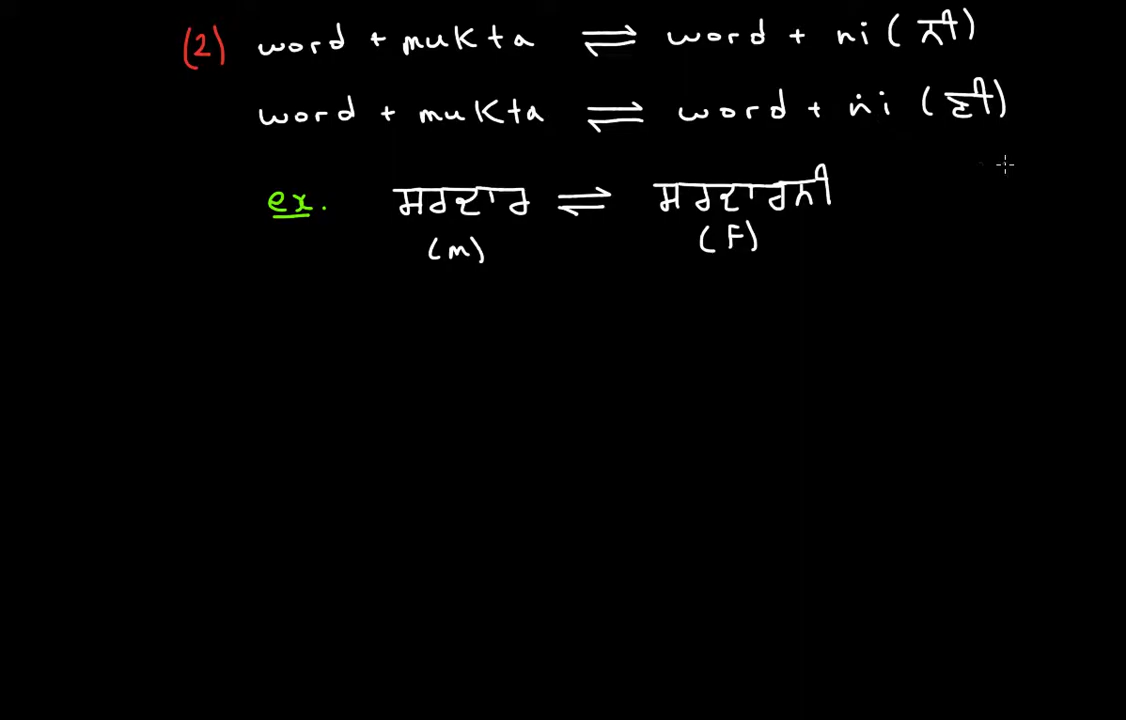 (2) word + mukta ⇌ word + ni (ਨੀ)
word + mukta ⇌ word + ṅi (ਣੀ)
ex. ਸਰਦਾਰ ⇌ ਸਰਦਾਰਨੀ
(m) (F)